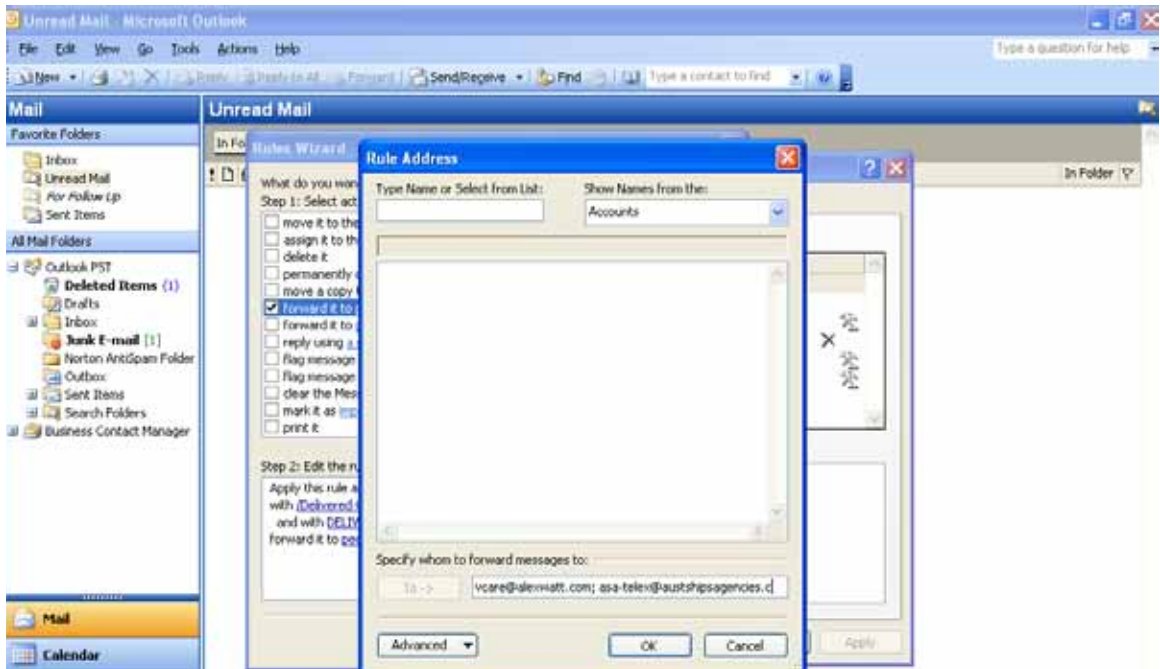 Unread Mail - Microsoft Outlook
File Edit View Go Tools Actions Help
Type a question for help
New Reply Reply to All Forward Send/Receive Find Type a contact to find
Mail
Unread Mail
Favorite Folders
Inbox
Unread Mail
For Follow Up
Sent Items
All Mail Folders
Outlook PST
Deleted Items (1)
Drafts
Inbox
Junk E-mail [1]
Norton AntiSpam Folder
Outbox
Sent Items
Search Folders
Business Contact Manager
Mail
Calendar
In Fo
In Folder
Rules Wizard
What do you wan
Step 1: Select act
move it to the
assign it to th
delete it
permanently
move a copy
forward it to
forward it to
reply using a
flag message
flag message
clear the Mes
mark it as imp
print it
Step 2: Edit the ru
Apply this rule a
with /Delivered
and with DELIV
forward it to peo
Rule Address
Type Name or Select from List:
Show Names from the:
Accounts
Specify whom to forward messages to:
To ->
vcare@alexwatt.com; asa-telex@austshipsagencies.c
Advanced
OK
Cancel
Apply